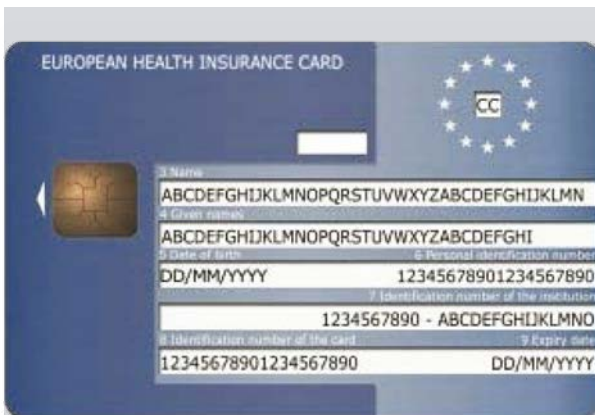 EUROPEAN HEALTH INSURANCE CARD
CC
3 Name
ABCDEFGHIJKLMNOPQRSTUVWXYZABCDEFGHIJKLMN
4 Given names
ABCDEFGHIJKLMNOPQRSTUVWXYZABCDEFGHI
5 Date of birth 6 Personal identification number
DD/MM/YYYY 12345678901234567890
7 Identification number of the institution
1234567890 - ABCDEFGHIJKLMNO
8 Identification number of the card 9 Expiry date
12345678901234567890 DD/MM/YYYY